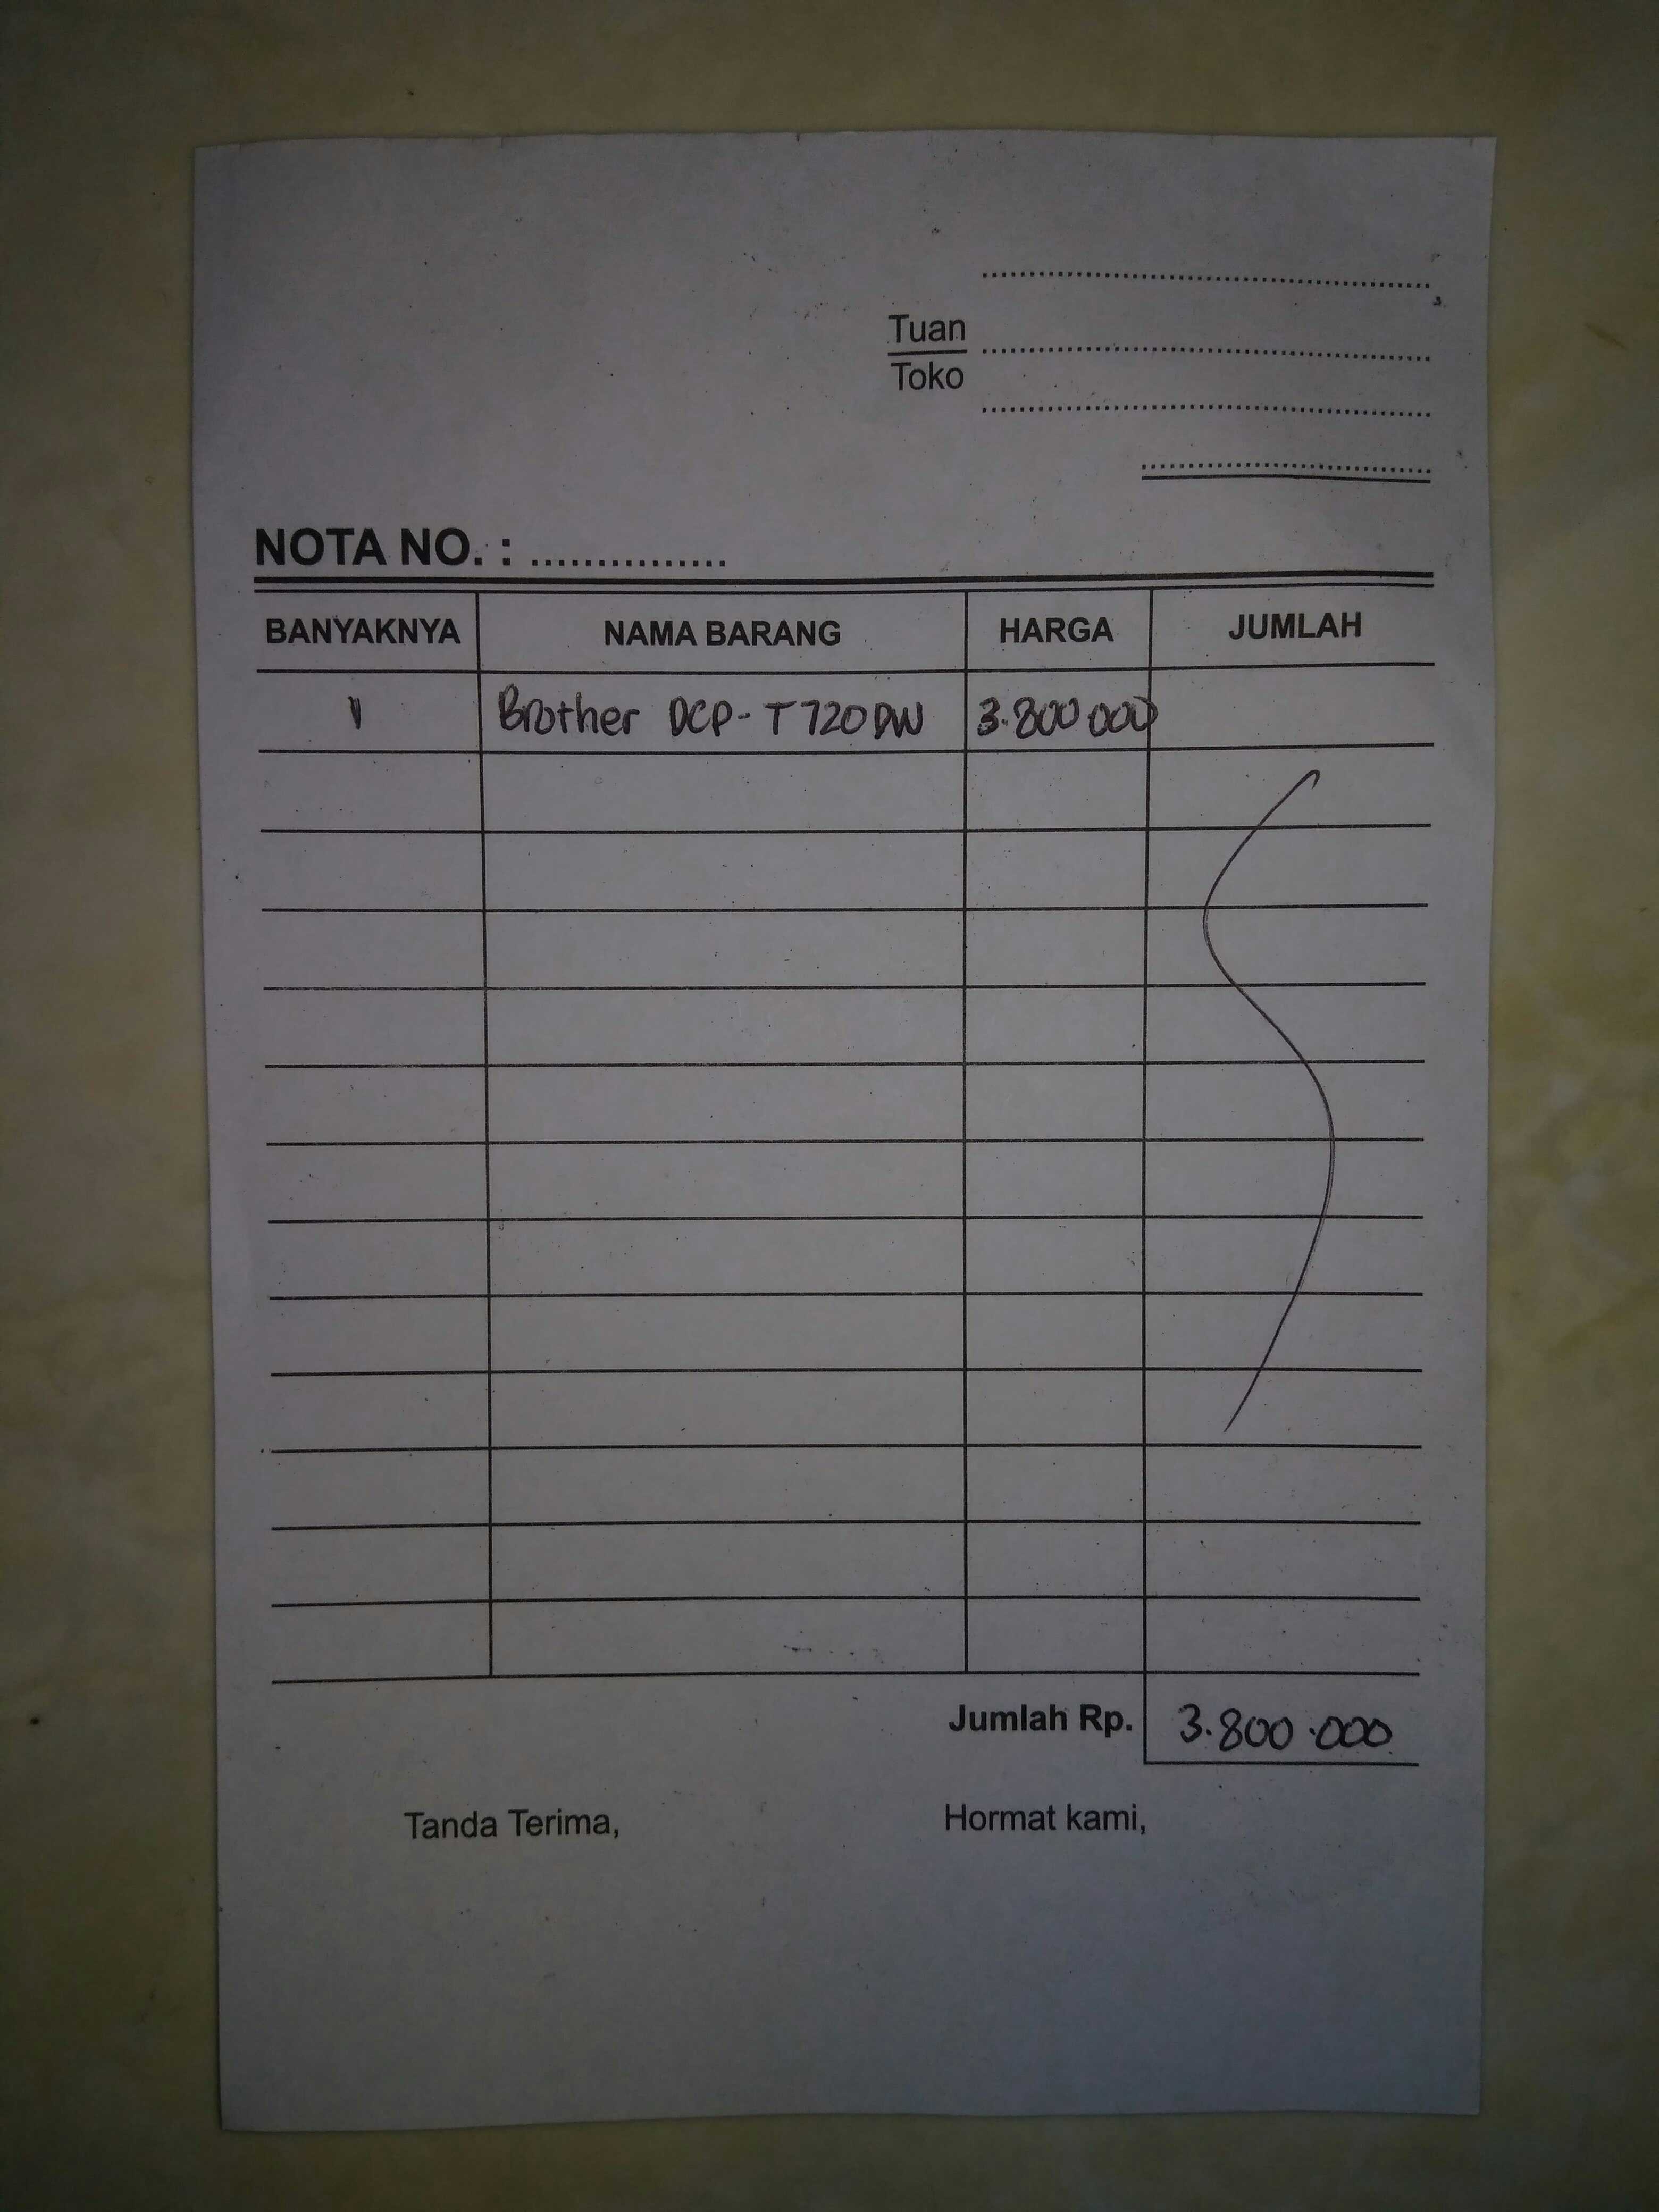 Tuan
Toko
NOTA NO. : ...............
BANYAKNYA NAMA BARANG HARGA JUMLAH
1 Brother DCP-T720DW 3.800 000
Jumlah Rp. 3.800.000
Tanda Terima, Hormat kami,